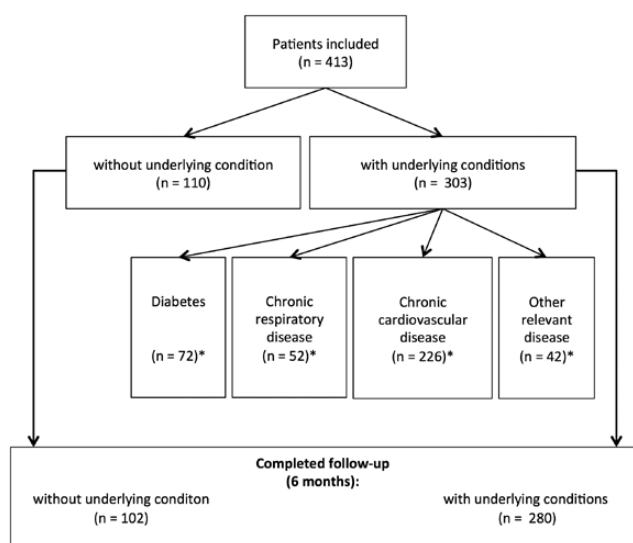 Patients included
(n = 413)
without underlying condition
(n = 110)
with underlying conditions
(n = 303)
Diabetes
(n = 72)*
Chronic
respiratory
disease
(n = 52)*
Chronic
cardiovascular
disease
(n = 226)*
Other
relevant
disease
(n = 42)*
Completed follow-up
(6 months):
without underlying conditon
(n = 102)
with underlying conditions
(n = 280)